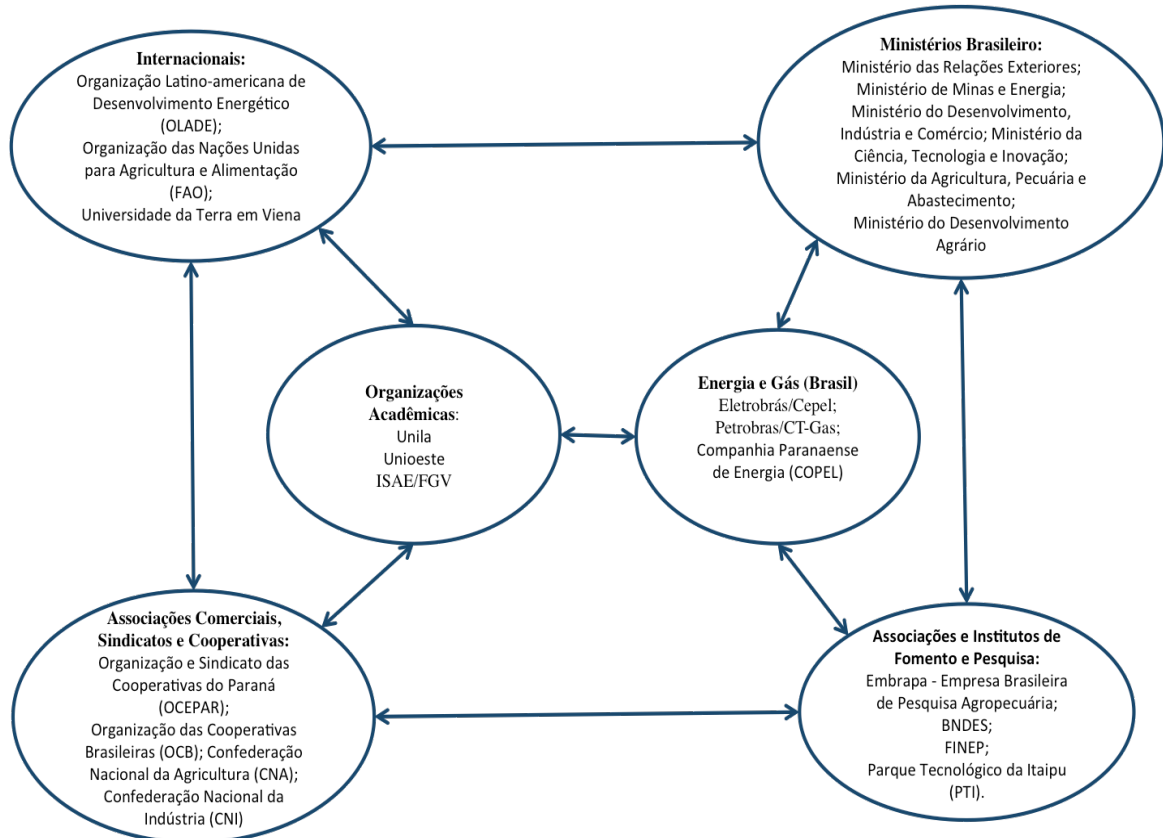 Internacionais:
Organização Latino-americana de
Desenvolvimento Energético
(OLADE);
Organização das Nações Unidas
para Agricultura e Alimentação
(FAO);
Universidade da Terra em Viena
Ministérios Brasileiro:
Ministério das Relações Exteriores;
Ministério de Minas e Energia;
Ministério do Desenvolvimento,
Indústria e Comércio; Ministério da
Ciência, Tecnologia e Inovação;
Ministério da Agricultura, Pecuária e
Abastecimento;
Ministério do Desenvolvimento
Agrário
Organizações
Acadêmicas:
Unila
Unioeste
ISAE/FGV
Energia e Gás (Brasil)
Eletrobrás/Cepel;
Petrobras/CT-Gas;
Companhia Paranaense
de Energia (COPEL)
Associações Comerciais,
Sindicatos e Cooperativas:
Organização e Sindicato das
Cooperativas do Paraná
(OCEPAR);
Organização das Cooperativas
Brasileiras (OCB); Confederação
Nacional da Agricultura (CNA);
Confederação Nacional da
Indústria (CNI)
Associações e Institutos de
Fomento e Pesquisa:
Embrapa - Empresa Brasileira
de Pesquisa Agropecuária;
BNDES;
FINEP;
Parque Tecnológico da Itaipu
(PTI).